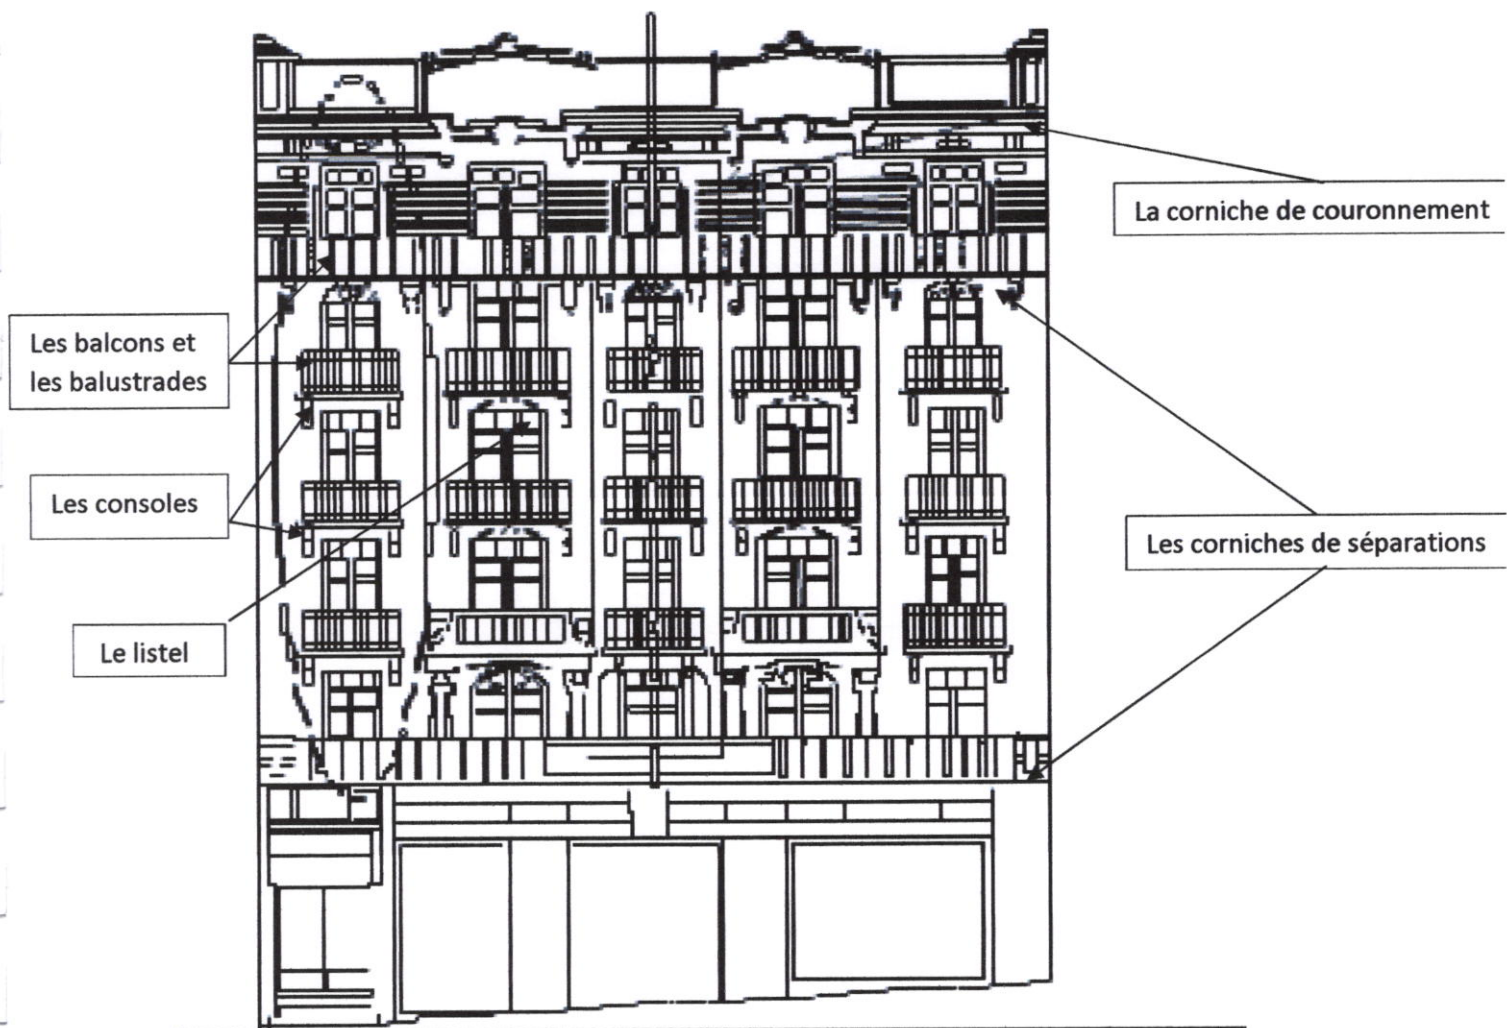 La corniche de couronnement
Les balcons et
les balustrades
Les consoles
Les corniches de séparations
Le listel